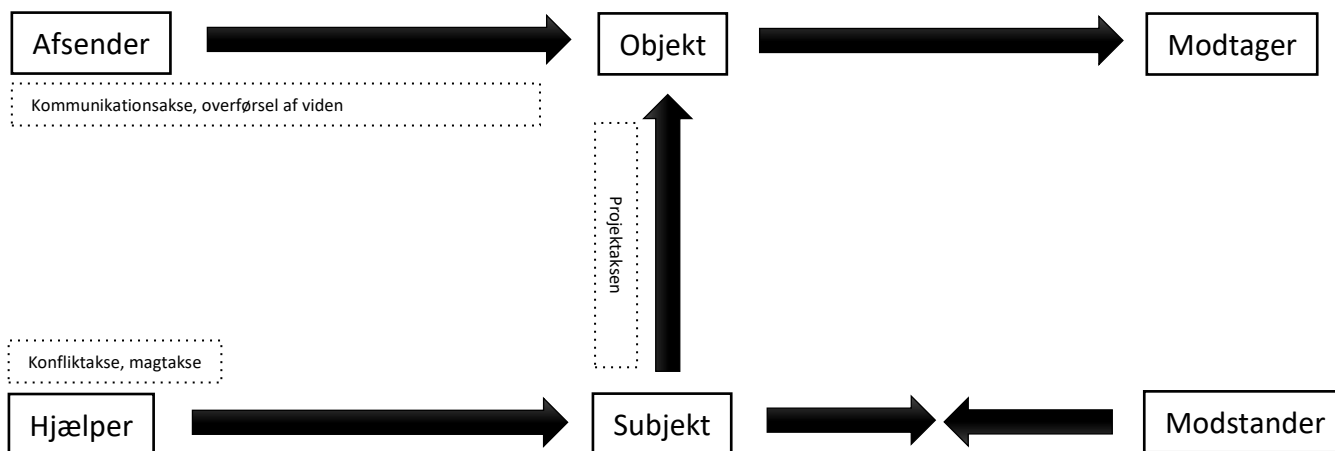 Afsender
Objekt
Modtager
Kommunikationsakse, overførsel af viden
Projektaksen
Konfliktakse, magtakse
Hjælper
Subjekt
Modstander